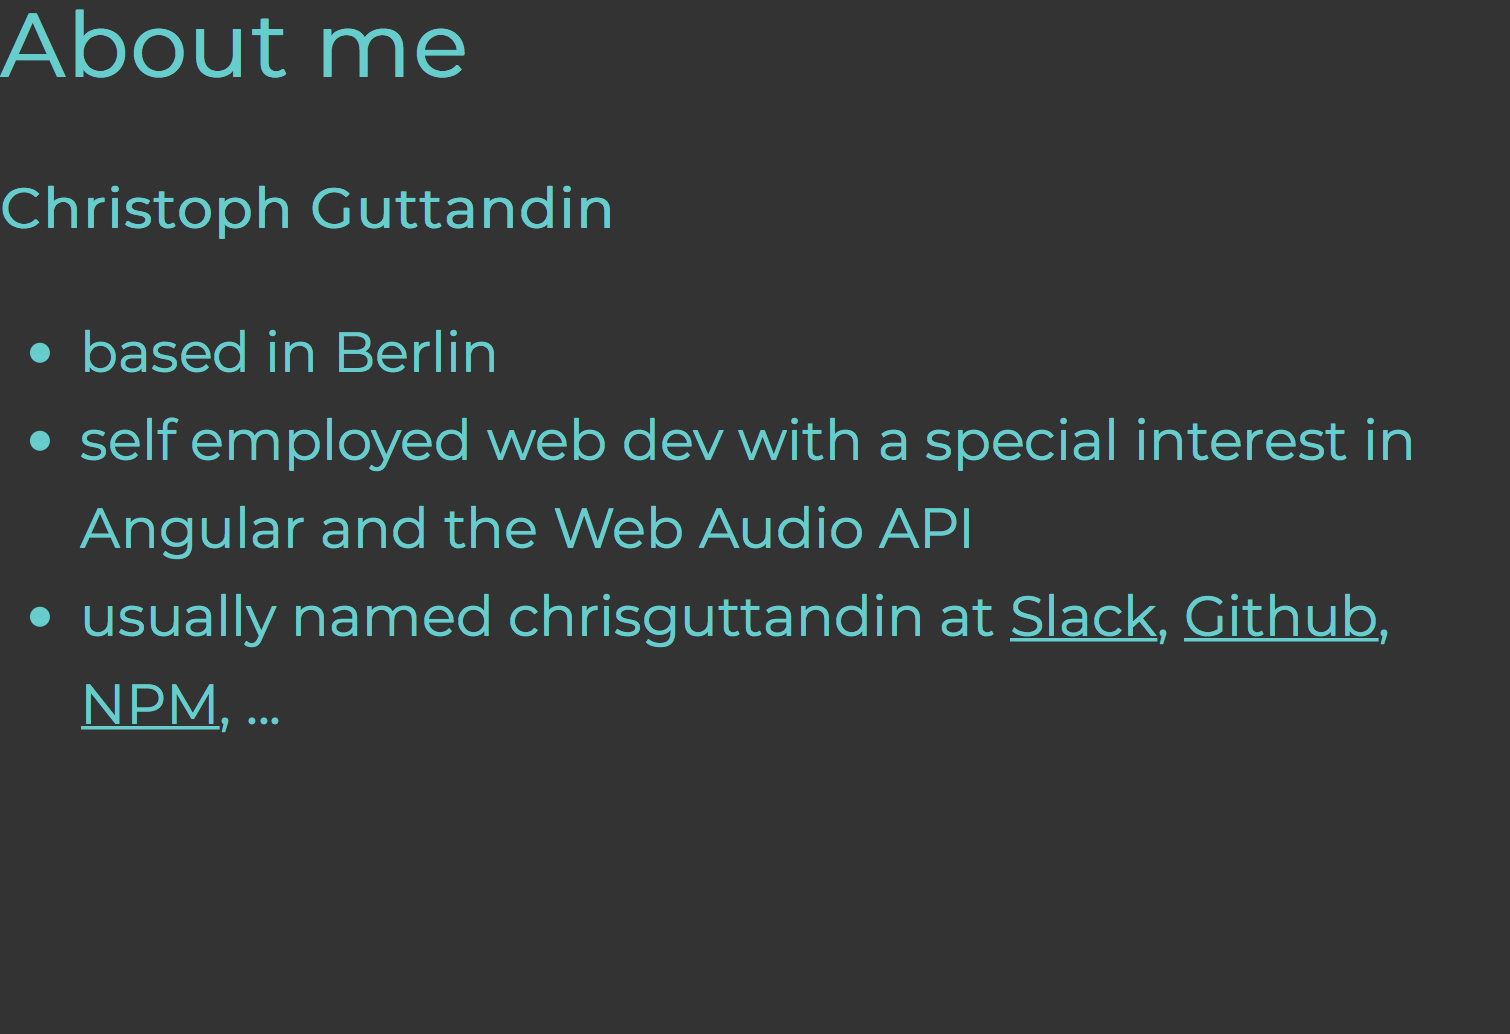 About me
Christoph Guttandin
• based in Berlin
• self employed web dev with a special interest in
Angular and the Web Audio API
• usually named chrisguttandin at Slack, Github,
NPM, ...